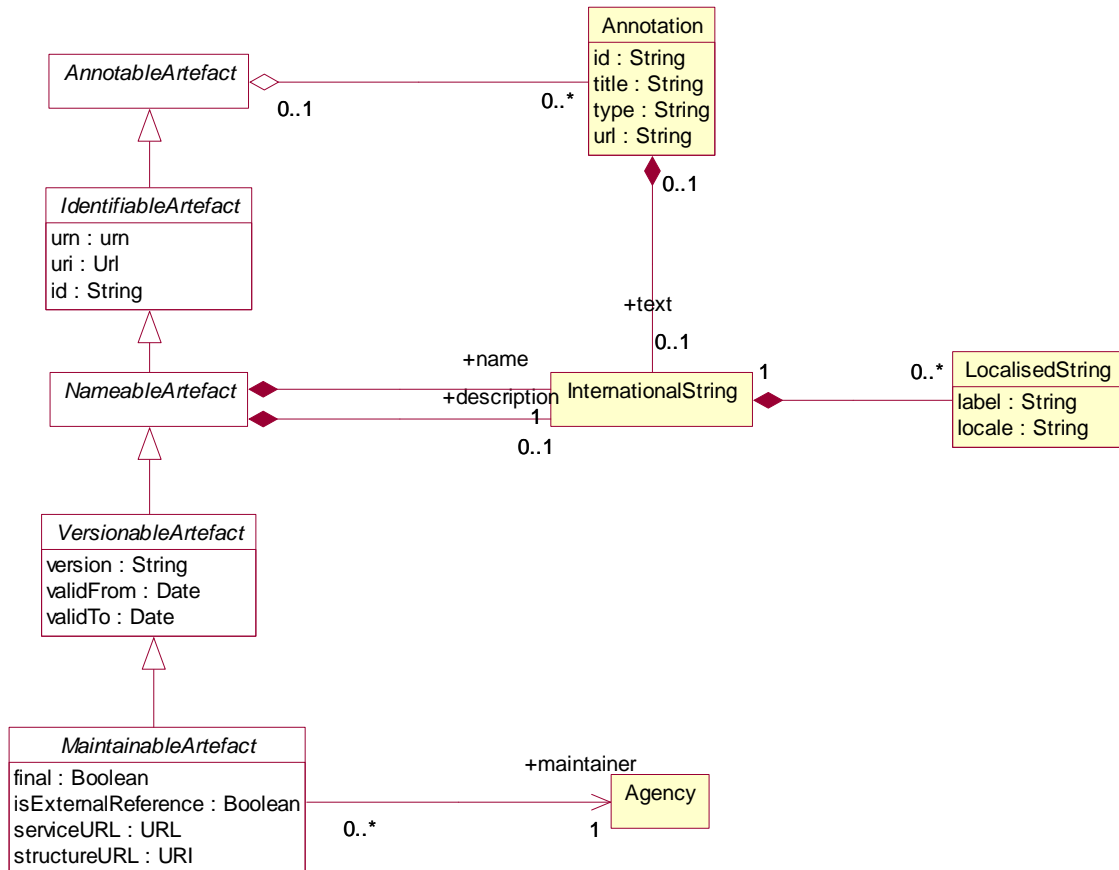 Annotation
id : String
title : String
type : String
url : String
AnnotableArtefact
0..1
0..*
0..1
IdentifiableArtefact
urn : urn
uri : Url
id : String
+text
0..1
NameableArtefact
+name
+description
1
0..1
InternationalString
1
0..*
LocalisedString
label : String
locale : String
VersionableArtefact
version : String
validFrom : Date
validTo : Date
MaintainableArtefact
final : Boolean
isExternalReference : Boolean
serviceURL : URL
structureURL : URI
+maintainer
0..*
1
Agency